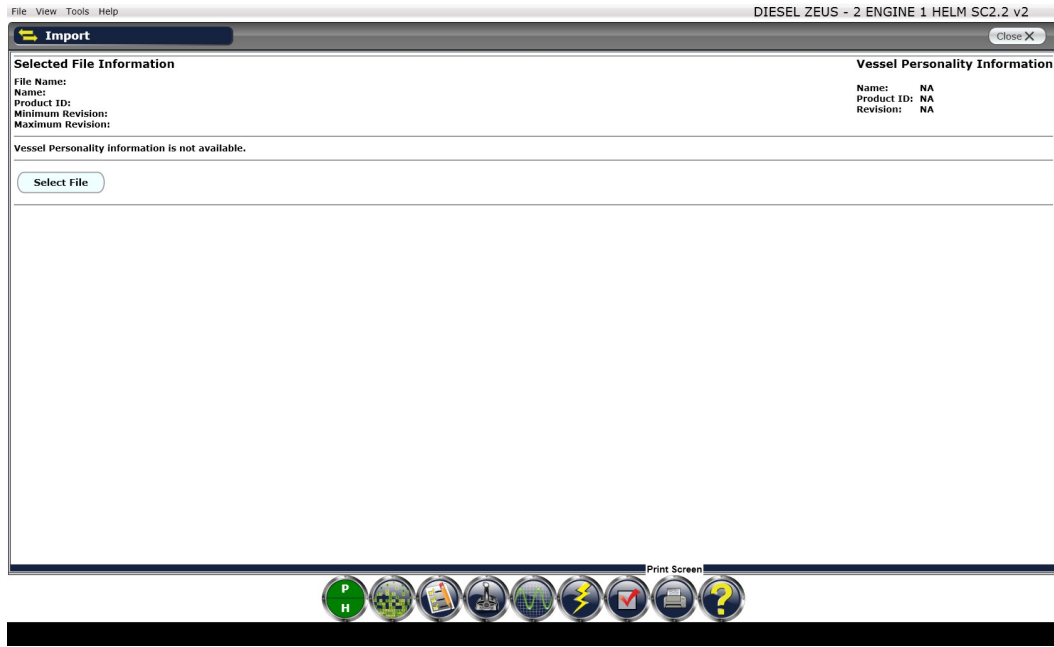 File View Tools Help
DIESEL ZEUS - 2 ENGINE 1 HELM SC2.2 v2
Import
Close X
Selected File Information
File Name:
Name:
Product ID:
Minimum Revision:
Maximum Revision:
Vessel Personality Information
Name: NA
Product ID: NA
Revision: NA
Vessel Personality information is not available.
Select File
Print Screen
P
H
?